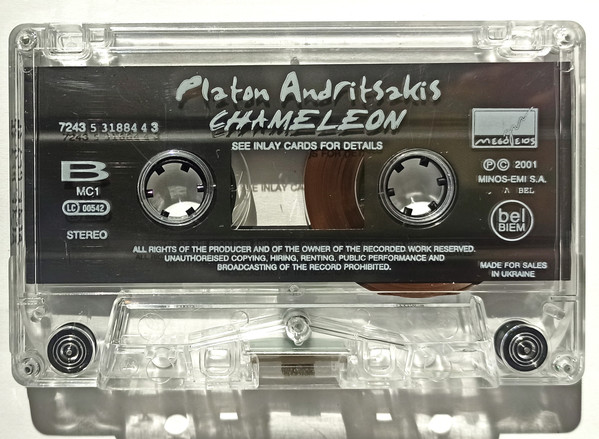 Platon Andritsakis
CHAMELEON
SEE INLAY CARDS FOR DETAILS
7243 5 31884 4 3
B
MC1
LC 00542
STEREO
MEGΩLEIOS
P C 2001
MINOS-EMI S.A.
bel
BIEM
MADE FOR SALES
IN UKRAINE
ALL RIGHTS OF THE PRODUCER AND OF THE OWNER OF THE RECORDED WORK RESERVED.
UNAUTHOREISED COPYING, HIRING, RENTING, PUBLIC PERFORMANCE AND
BROADCASTING OF THE RECORD PROHIBITED.